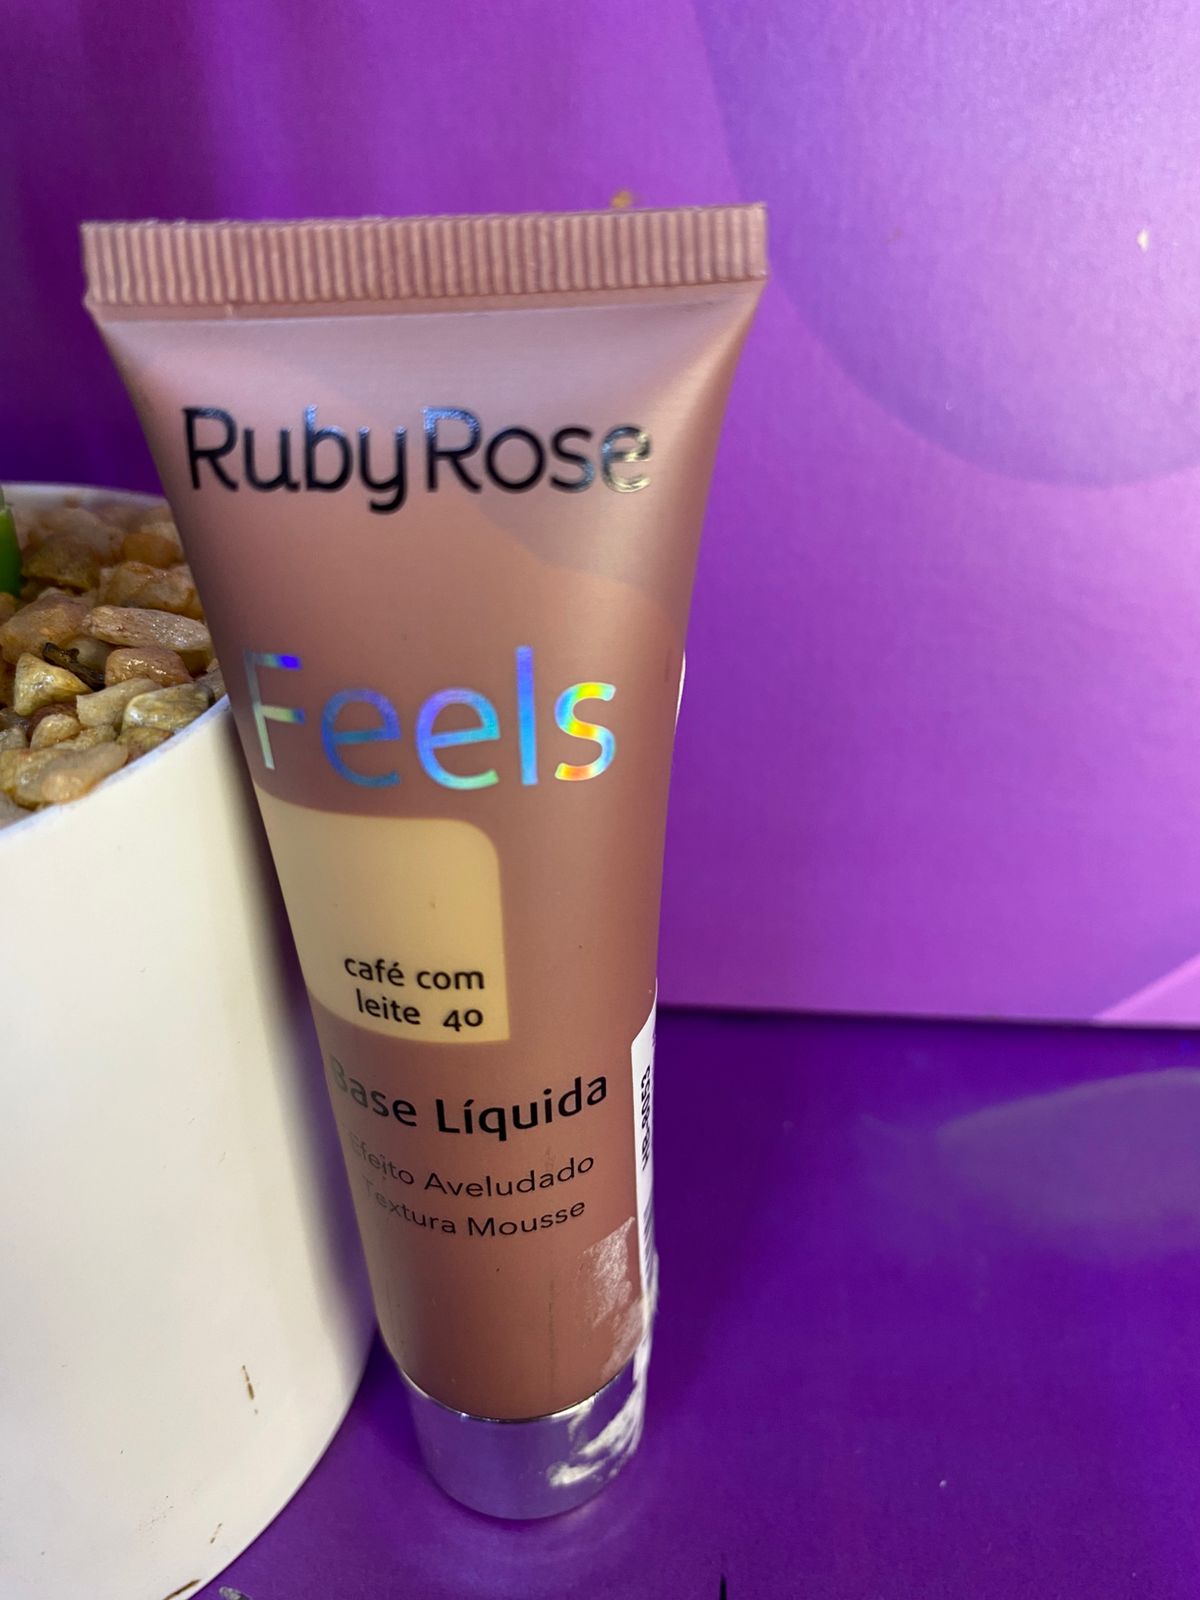 Ruby Rose
Feels
café com
leite 40
Base Líquida
Efeito Aveludado
Textura Mousse